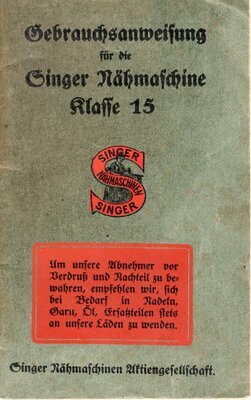 Gebrauchsanweisung
für die
Singer Nähmaschine
Klasse 15
SINGER
NÄHMASCHINEN
SINGER
Um unsere Abnehmer vor
Verdruß und Nachteil zu be=
wahren, empfehlen wir, sich
bei Bedarf in Nadeln,
Garn, Öl, Ersatzteilen stets
an unsere Läden zu wenden.
Singer Nähmaschinen Aktiengesellschaft.